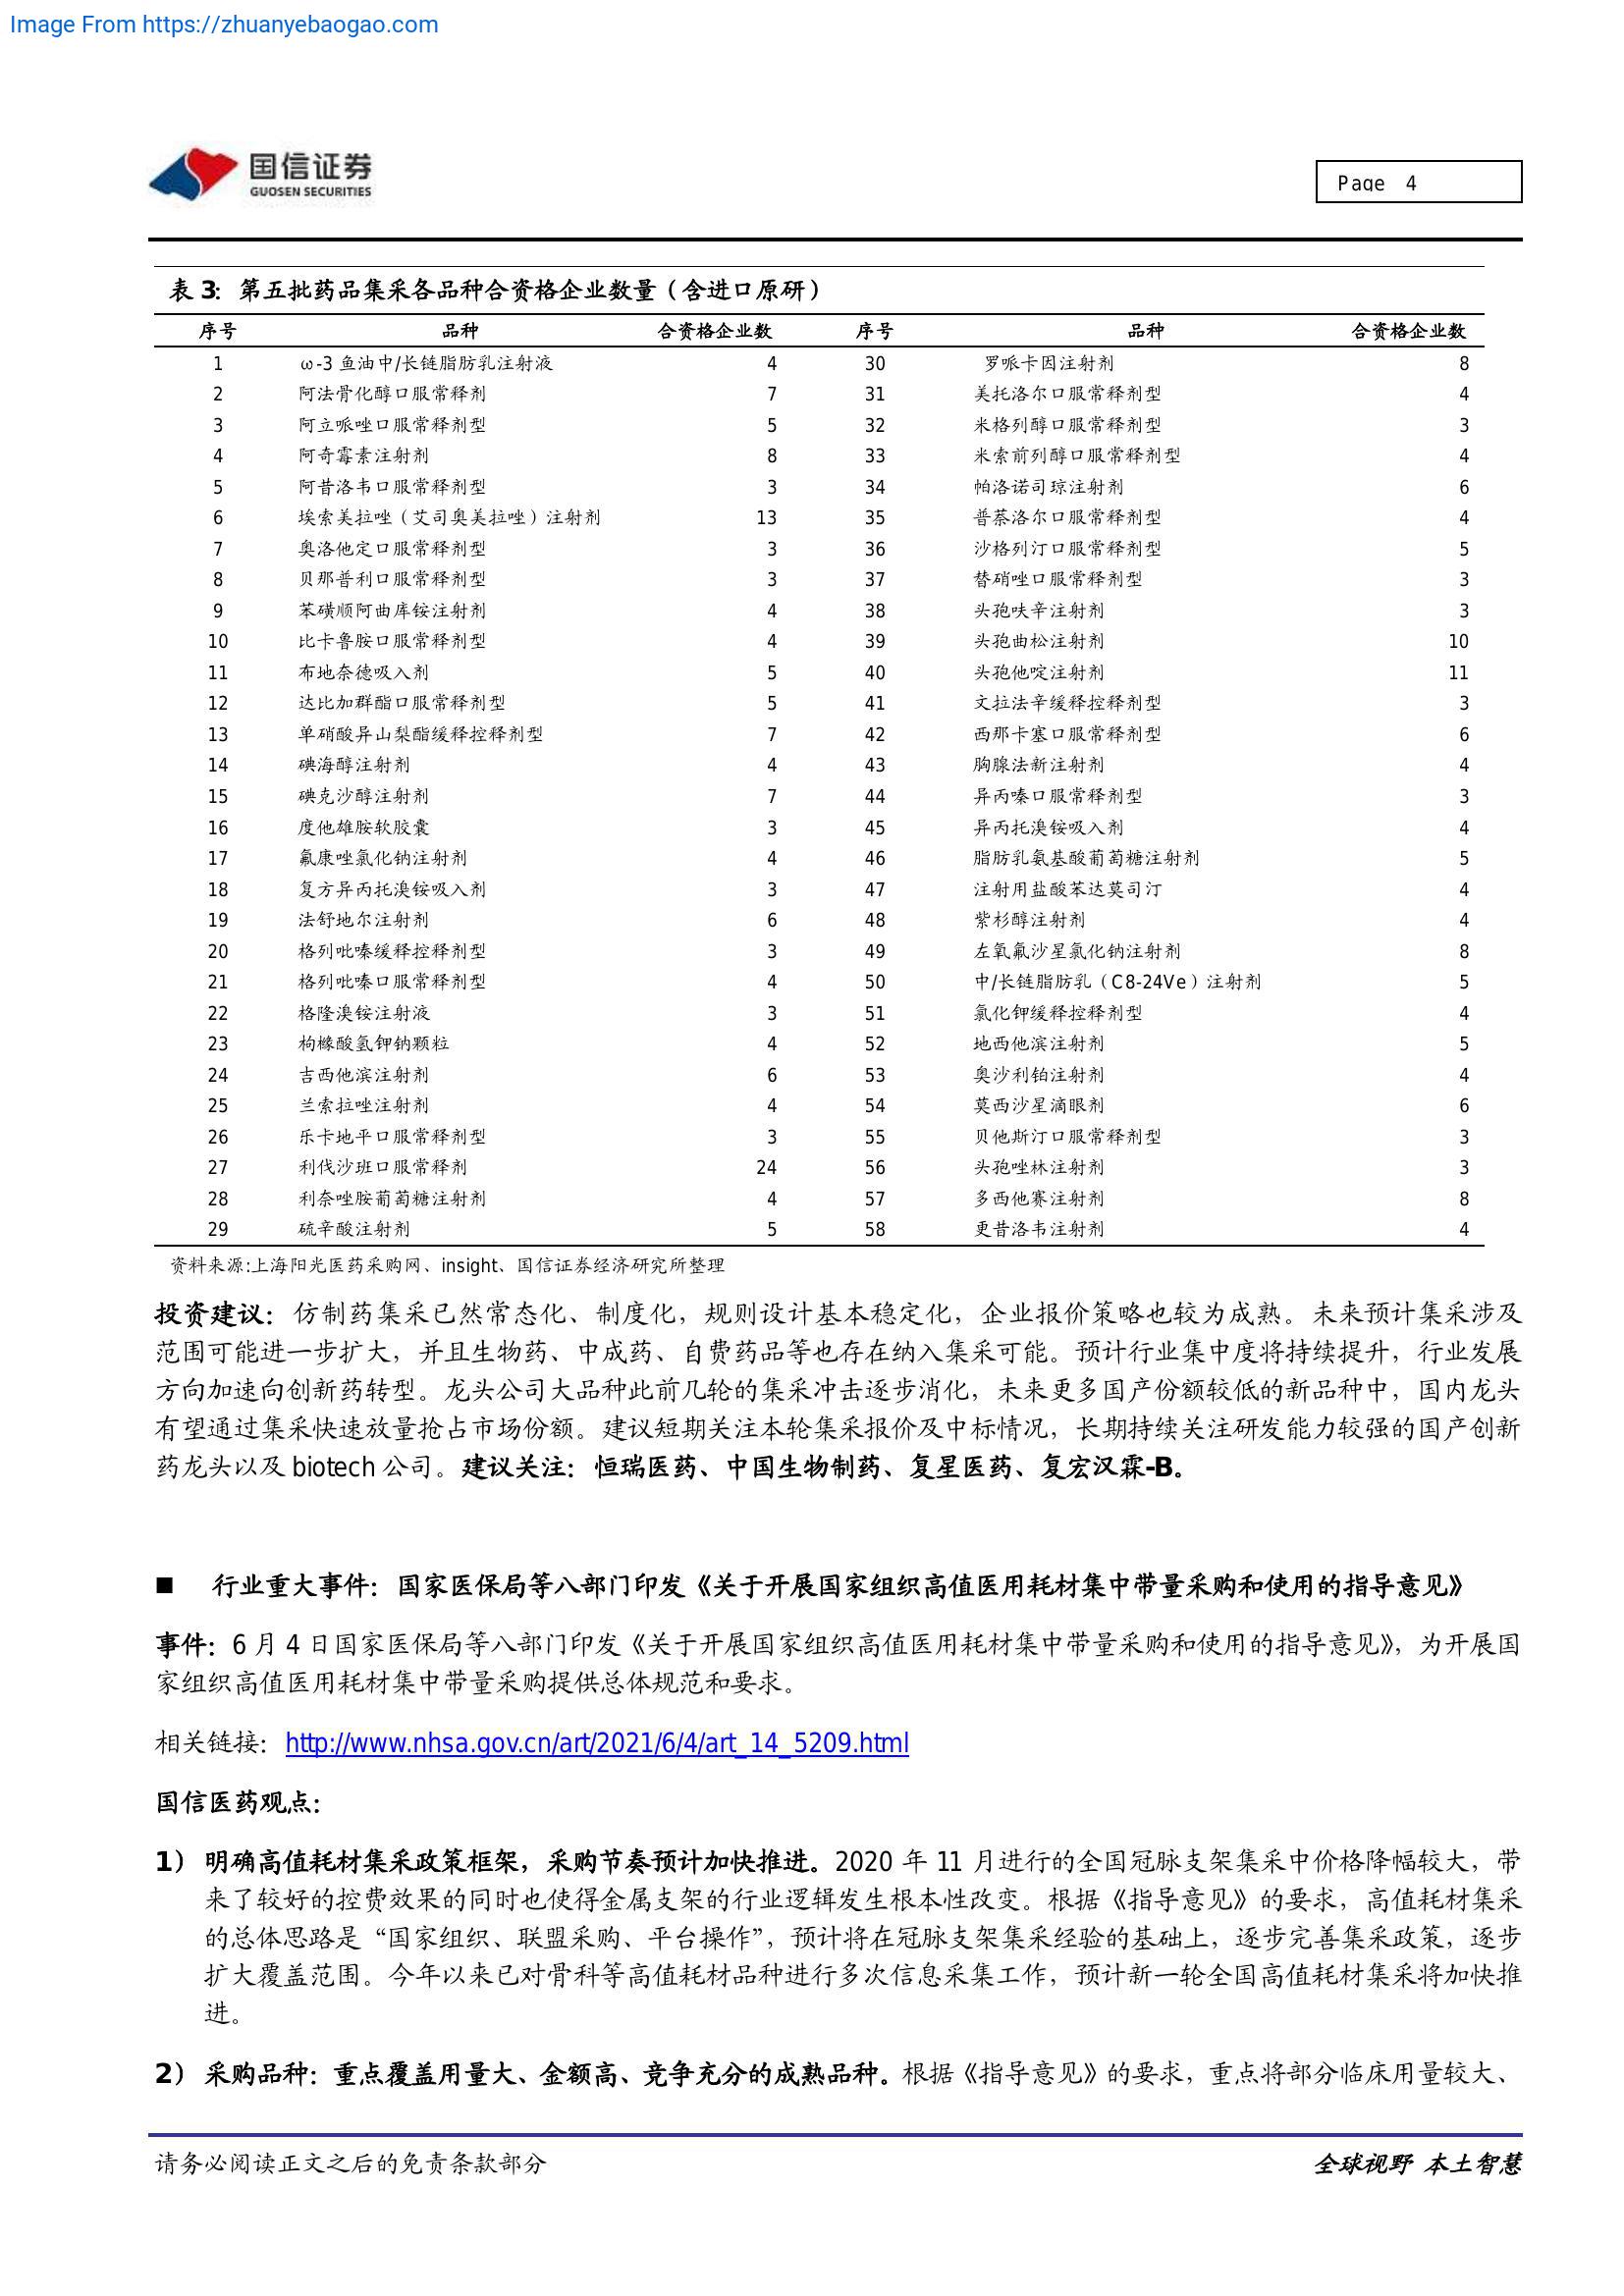 Image From https://zhuanyebaogao.com
国信证券
GUOSEN SECURITIES
Page 4
表 3：第五批药品集采各品种合资格企业数量（含进口原研）
序号 品种 合资格企业数 序号 品种 合资格企业数
1 ω-3 鱼油中/长链脂肪乳注射液 4 30 罗哌卡因注射剂 8
2 阿法骨化醇口服常释剂 7 31 美托洛尔口服常释剂型 4
3 阿立哌唑口服常释剂型 5 32 米格列醇口服常释剂型 3
4 阿奇霉素注射剂 8 33 米索前列醇口服常释剂型 4
5 阿昔洛韦口服常释剂型 3 34 帕洛诺司琼注射剂 6
6 埃索美拉唑（艾司奥美拉唑）注射剂 13 35 普萘洛尔口服常释剂型 4
7 奥洛他定口服常释剂型 3 36 沙格列汀口服常释剂型 5
8 贝那普利口服常释剂型 3 37 替硝唑口服常释剂型 3
9 苯磺顺阿曲库铵注射剂 4 38 头孢呋辛注射剂 3
10 比卡鲁胺口服常释剂型 4 39 头孢曲松注射剂 10
11 布地奈德吸入剂 5 40 头孢他啶注射剂 11
12 达比加群酯口服常释剂型 5 41 文拉法辛缓释控释剂型 3
13 单硝酸异山梨酯缓释控释剂型 7 42 西那卡塞口服常释剂型 6
14 碘海醇注射剂 4 43 胸腺法新注射剂 4
15 碘克沙醇注射剂 7 44 异丙嗪口服常释剂型 3
16 度他雄胺软胶囊 3 45 异丙托溴铵吸入剂 4
17 氟康唑氯化钠注射剂 4 46 脂肪乳氨基酸葡萄糖注射剂 5
18 复方异丙托溴铵吸入剂 3 47 注射用盐酸苯达莫司汀 4
19 法舒地尔注射剂 6 48 紫杉醇注射剂 4
20 格列吡嗪缓释控释剂型 3 49 左氧氟沙星氯化钠注射剂 8
21 格列吡嗪口服常释剂型 4 50 中/长链脂肪乳（C8-24Ve）注射剂 5
22 格隆溴铵注射液 3 51 氯化钾缓释控释剂型 4
23 枸橼酸氢钾钠颗粒 4 52 地西他滨注射剂 5
24 吉西他滨注射剂 6 53 奥沙利铂注射剂 4
25 兰索拉唑注射剂 4 54 莫西沙星滴眼剂 6
26 乐卡地平口服常释剂型 3 55 贝他斯汀口服常释剂型 3
27 利伐沙班口服常释剂 24 56 头孢唑林注射剂 3
28 利奈唑胺葡萄糖注射剂 4 57 多西他赛注射剂 8
29 硫辛酸注射剂 5 58 更昔洛韦注射剂 4
资料来源:上海阳光医药采购网、insight、国信证券经济研究所整理
投资建议：仿制药集采已然常态化、制度化，规则设计基本稳定化，企业报价策略也较为成熟。未来预计集采涉及
范围可能进一步扩大，并且生物药、中成药、自费药品等也存在纳入集采可能。预计行业集中度将持续提升，行业发展
方向加速向创新药转型。龙头公司大品种此前几轮的集采冲击逐步消化，未来更多国产份额较低的新品种中，国内龙头
有望通过集采快速放量抢占市场份额。建议短期关注本轮集采报价及中标情况，长期持续关注研发能力较强的国产创新
药龙头以及 biotech 公司。建议关注：恒瑞医药、中国生物制药、复星医药、复宏汉霖-B。
■ 行业重大事件：国家医保局等八部门印发《关于开展国家组织高值医用耗材集中带量采购和使用的指导意见》
事件：6 月 4 日国家医保局等八部门印发《关于开展国家组织高值医用耗材集中带量采购和使用的指导意见》，为开展国
家组织高值医用耗材集中带量采购提供总体规范和要求。
相关链接：http://www.nhsa.gov.cn/art/2021/6/4/art_14_5209.html
国信医药观点：
1） 明确高值耗材集采政策框架，采购节奏预计加快推进。2020 年 11 月进行的全国冠脉支架集采中价格降幅较大，带
来了较好的控费效果的同时也使得金属支架的行业逻辑发生根本性改变。根据《指导意见》的要求，高值耗材集采
的总体思路是“国家组织、联盟采购、平台操作”，预计将在冠脉支架集采经验的基础上，逐步完善集采政策，逐步
扩大覆盖范围。今年以来已对骨科等高值耗材品种进行多次信息采集工作，预计新一轮全国高值耗材集采将加快推
进。
2） 采购品种：重点覆盖用量大、金额高、竞争充分的成熟品种。根据《指导意见》的要求，重点将部分临床用量较大、
请务必阅读正文之后的免责条款部分
全球视野 本土智慧